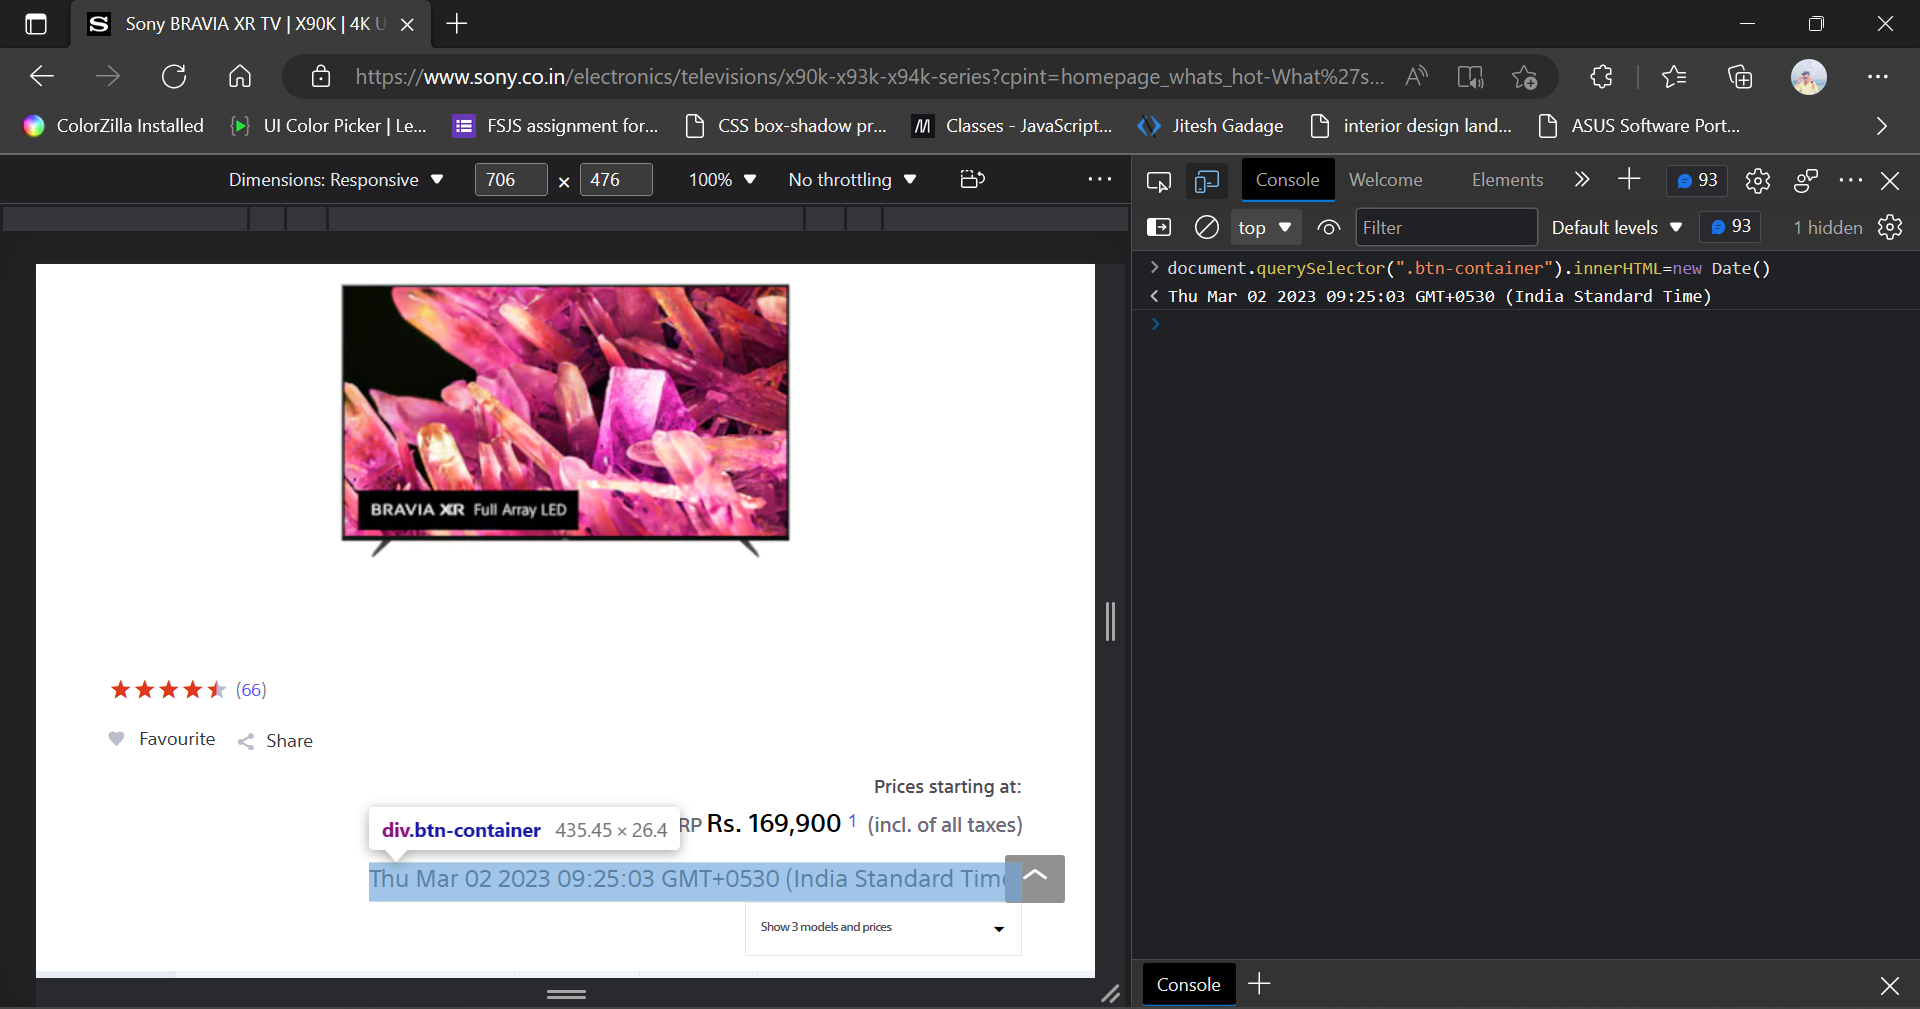 Sony BRAVIA XR TV | X90K | 4K U
https://www.sony.co.in/electronics/televisions/x90k-x93k-x94k-series?cpint=homepage_whats_hot-What%27s...
ColorZilla Installed
UI Color Picker | Le...
FSJS assignment for...
CSS box-shadow pr...
Classes - JavaScript...
Jitesh Gadage
interior design land...
ASUS Software Port...
Dimensions: Responsive
706 × 476
100%
No throttling
Console
Welcome
Elements
93
top
Filter
Default levels
93
1 hidden
document.querySelector(".btn-container").innerHTML=new Date()
Thu Mar 02 2023 09:25:03 GMT+0530 (India Standard Time)
BRAVIA XR Full Array LED
(66)
Favourite
Share
Prices starting at:
div.btn-container 435.45 × 26.4
RP Rs. 169,900 1 (incl. of all taxes)
Thu Mar 02 2023 09:25:03 GMT+0530 (India Standard Time
Show 3 models and prices
Console